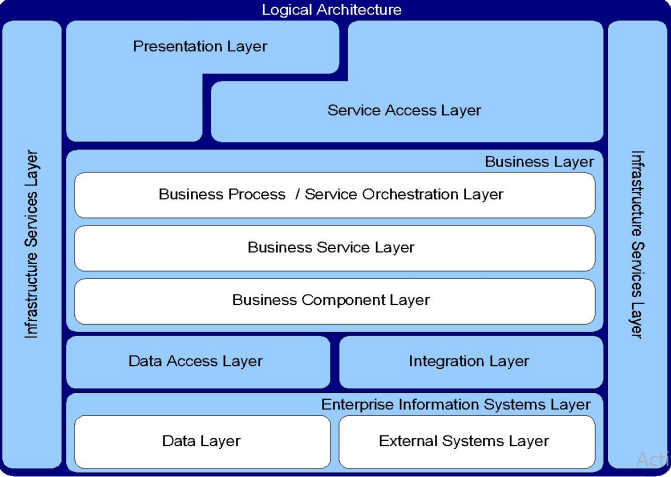 Logical Architecture
Presentation Layer
Service Access Layer
Infrastructure Services Layer
Business Layer
Business Process / Service Orchestration Layer
Business Service Layer
Business Component Layer
Infrastructure Services Layer
Data Access Layer
Integration Layer
Enterprise Information Systems Layer
Data Layer
External Systems Layer
Acti